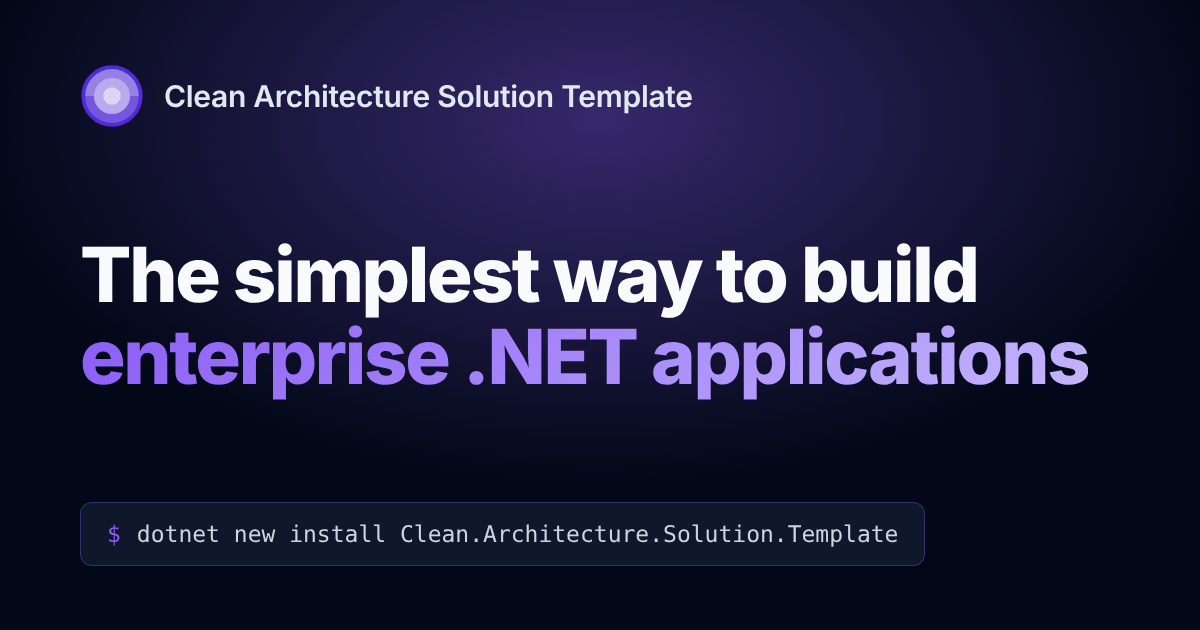 Clean Architecture Solution Template
The simplest way to build
enterprise .NET applications
$ dotnet new install Clean.Architecture.Solution.Template